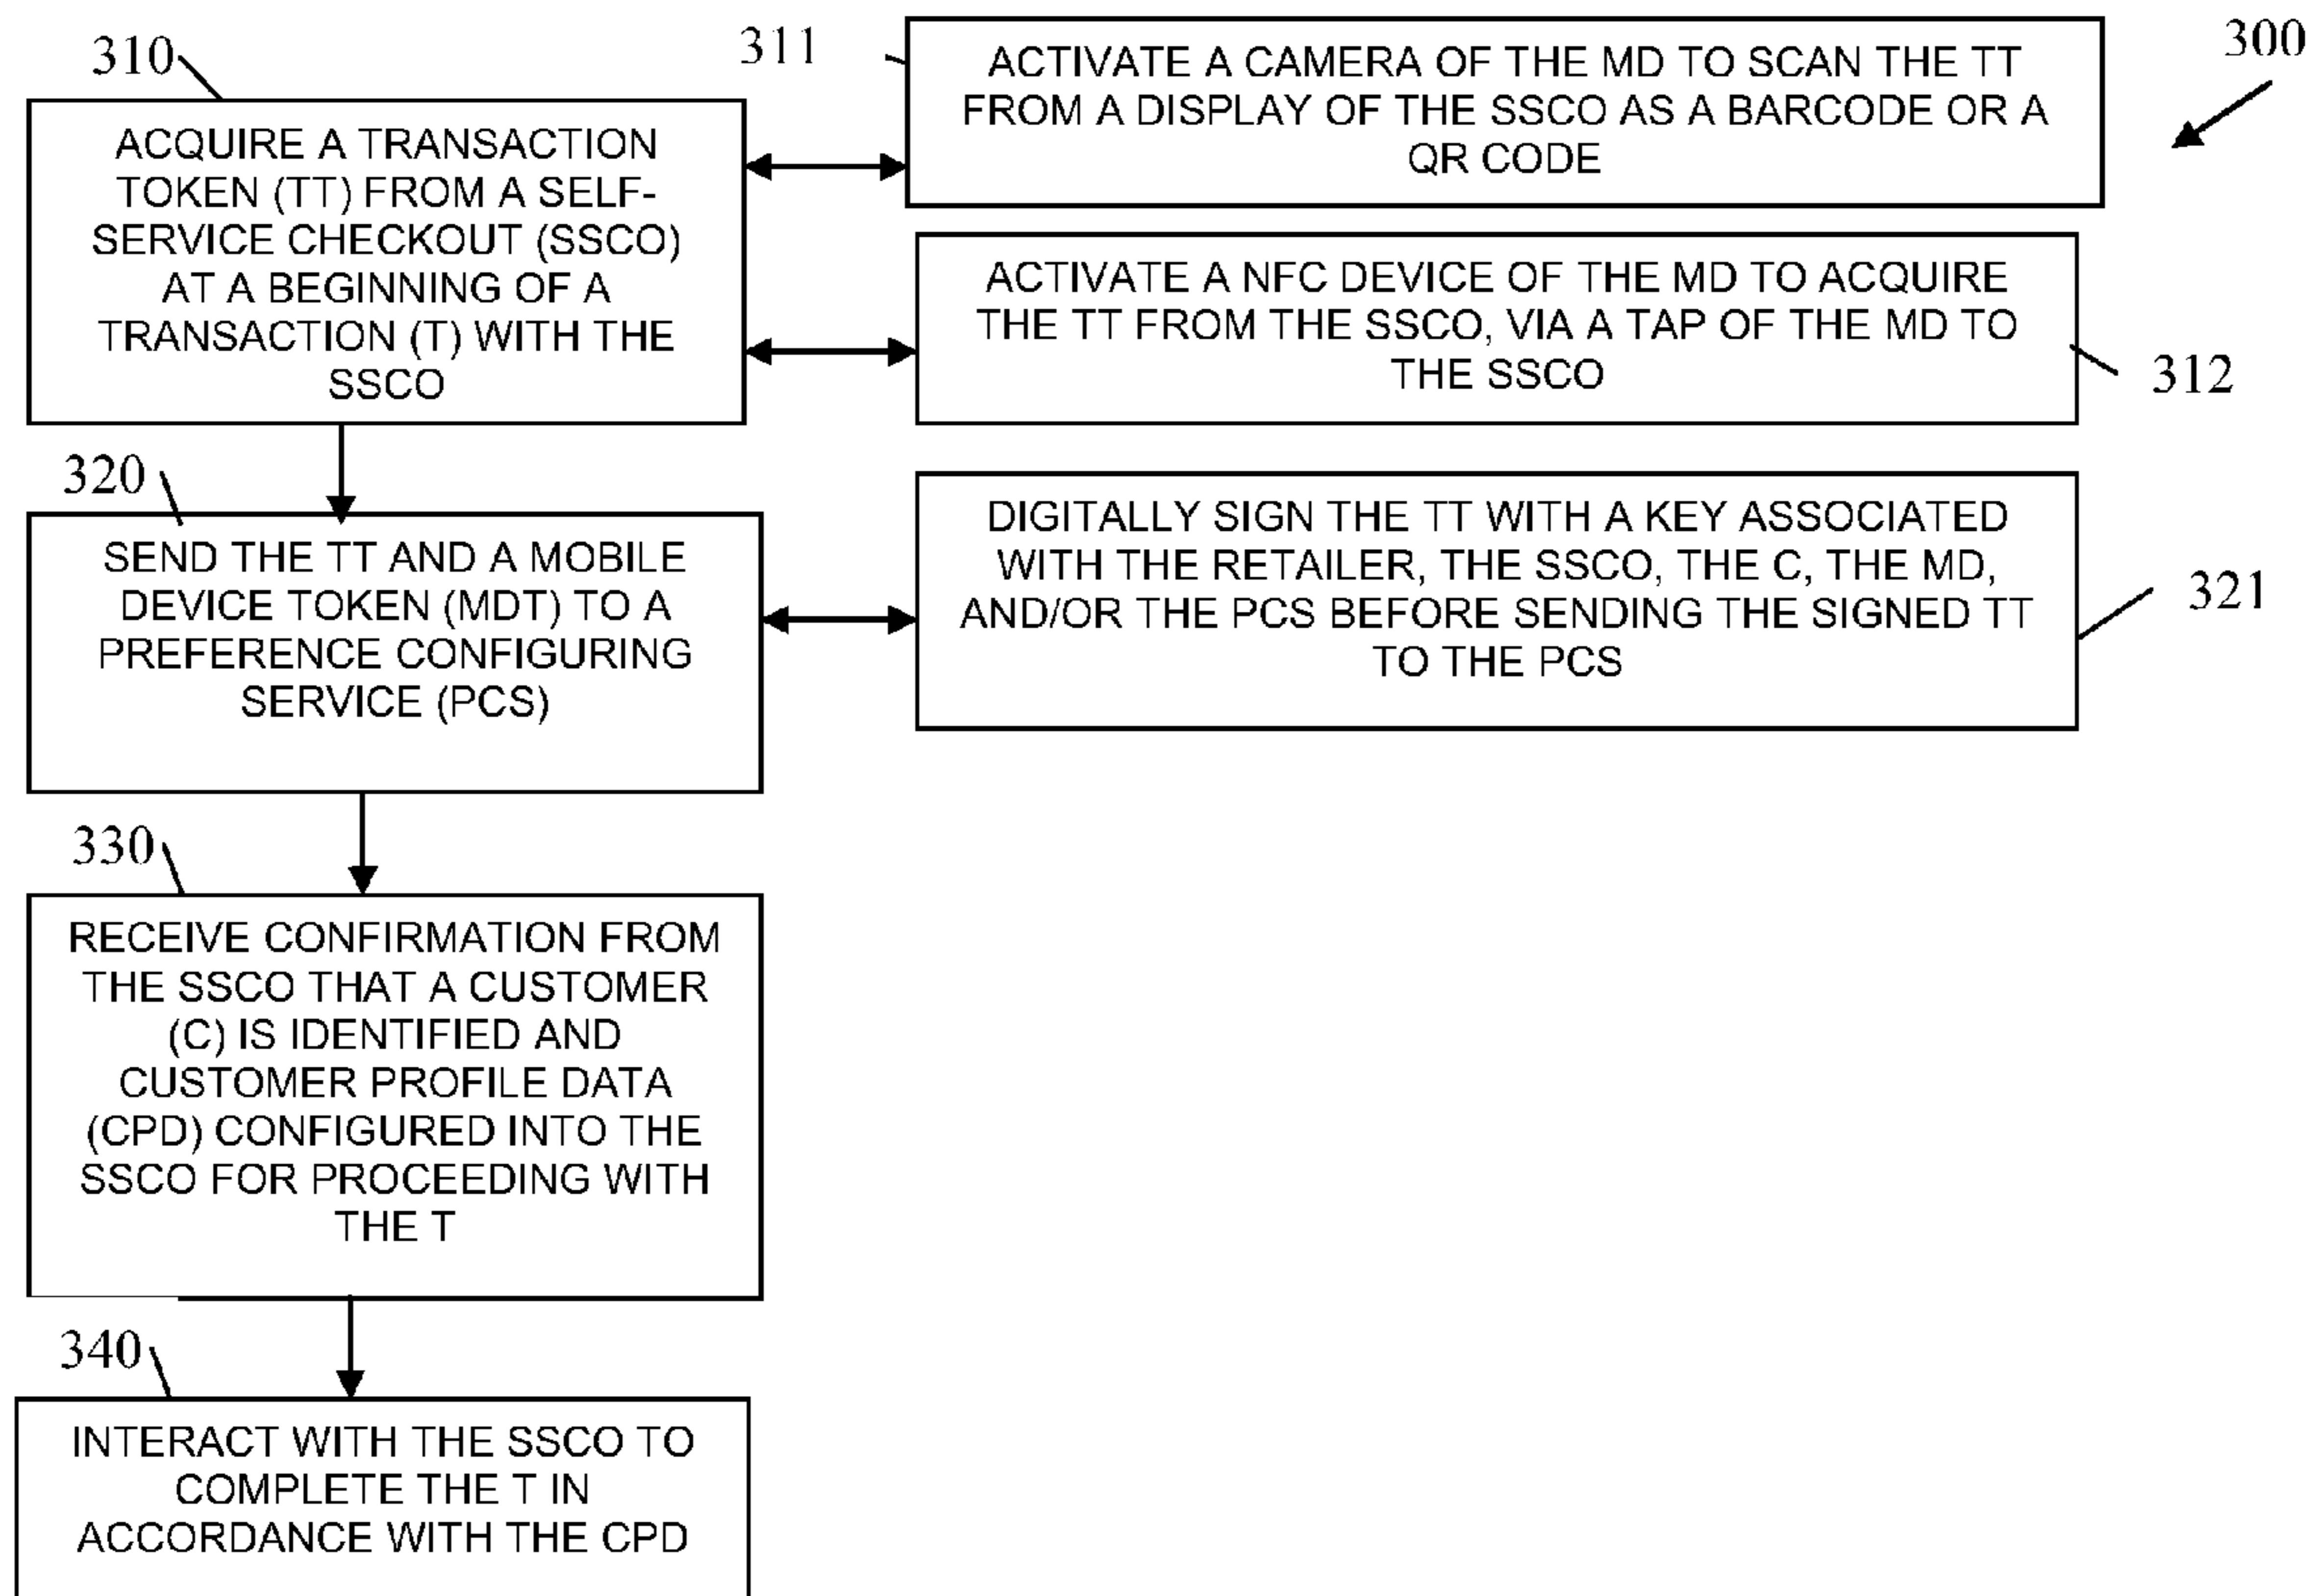 310
ACQUIRE A TRANSACTION
TOKEN (TT) FROM A SELF-
SERVICE CHECKOUT (SSCO)
AT A BEGINNING OF A
TRANSACTION (T) WITH THE
SSCO
311
ACTIVATE A CAMERA OF THE MD TO SCAN THE TT
FROM A DISPLAY OF THE SSCO AS A BARCODE OR A
QR CODE
300
ACTIVATE A NFC DEVICE OF THE MD TO ACQUIRE
THE TT FROM THE SSCO, VIA A TAP OF THE MD TO
THE SSCO
312
320
SEND THE TT AND A MOBILE
DEVICE TOKEN (MDT) TO A
PREFERENCE CONFIGURING
SERVICE (PCS)
DIGITALLY SIGN THE TT WITH A KEY ASSOCIATED
WITH THE RETAILER, THE SSCO, THE C, THE MD,
AND/OR THE PCS BEFORE SENDING THE SIGNED TT
TO THE PCS
321
330
RECEIVE CONFIRMATION FROM
THE SSCO THAT A CUSTOMER
(C) IS IDENTIFIED AND
CUSTOMER PROFILE DATA
(CPD) CONFIGURED INTO THE
SSCO FOR PROCEEDING WITH
THE T
340
INTERACT WITH THE SSCO TO
COMPLETE THE T IN
ACCORDANCE WITH THE CPD